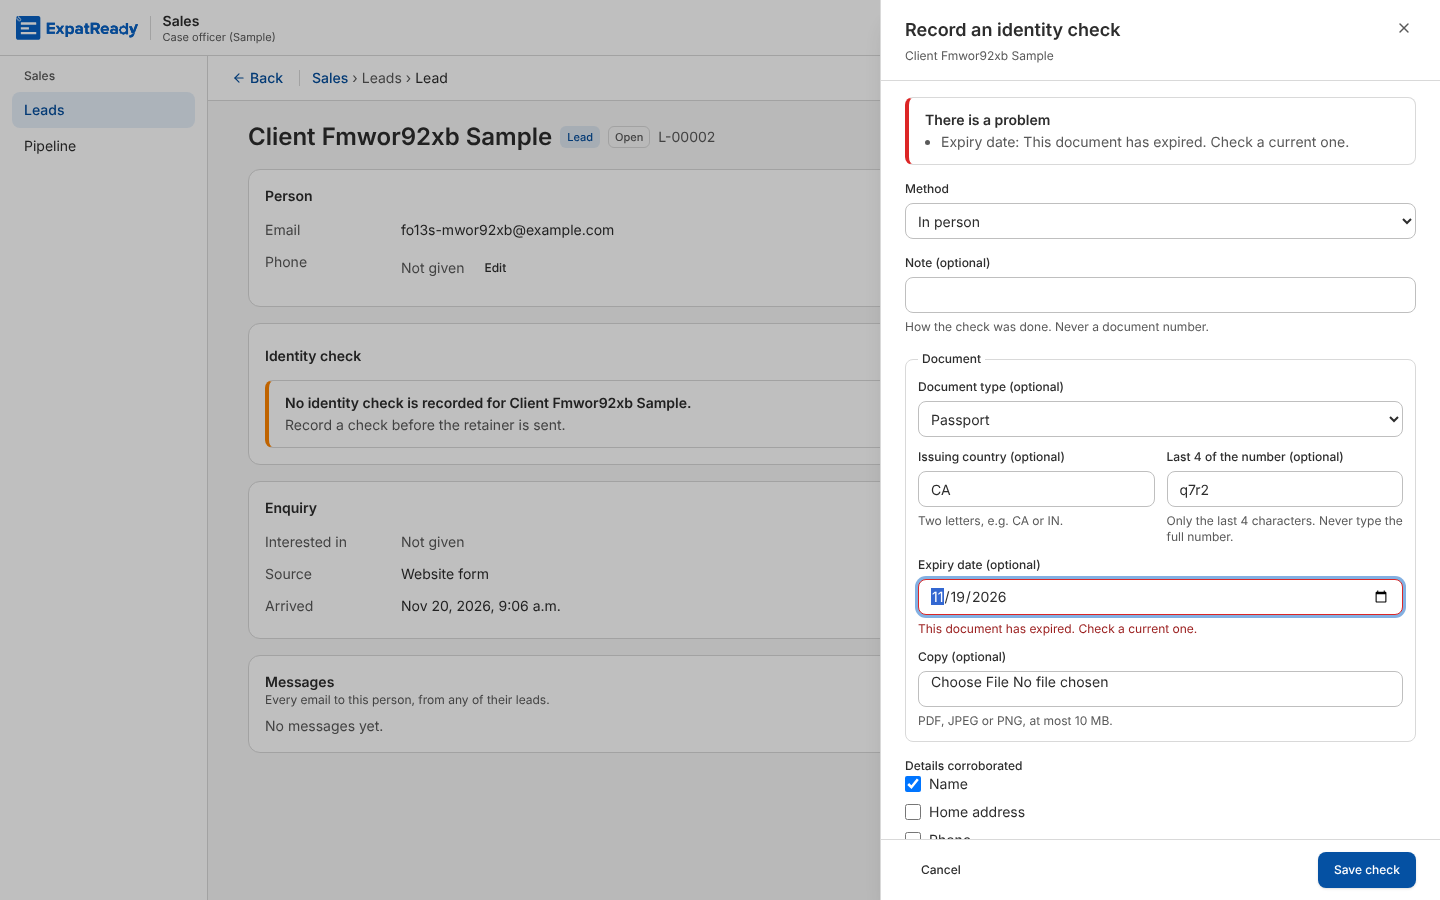 ExpatReady
Sales
Case officer (Sample)
Sales
Leads
Pipeline
← Back
Sales › Leads › Lead
Client Fmwor92xb Sample
Lead
Open
L-00002
Person
Email
fo13s-mwor92xb@example.com
Phone
Not given
Edit
Identity check
No identity check is recorded for Client Fmwor92xb Sample.
Record a check before the retainer is sent.
Enquiry
Interested in
Not given
Source
Website form
Arrived
Nov 20, 2026, 9:06 a.m.
Messages
Every email to this person, from any of their leads.
No messages yet.
Record an identity check
Client Fmwor92xb Sample
There is a problem
• Expiry date: This document has expired. Check a current one.
Method
In person
Note (optional)
How the check was done. Never a document number.
Document
Document type (optional)
Passport
Issuing country (optional)
CA
Two letters, e.g. CA or IN.
Last 4 of the number (optional)
q7r2
Only the last 4 characters. Never type the
full number.
Expiry date (optional)
11/19/2026
This document has expired. Check a current one.
Copy (optional)
Choose File No file chosen
PDF, JPEG or PNG, at most 10 MB.
Details corroborated
Name
Home address
Phone
Cancel
Save check